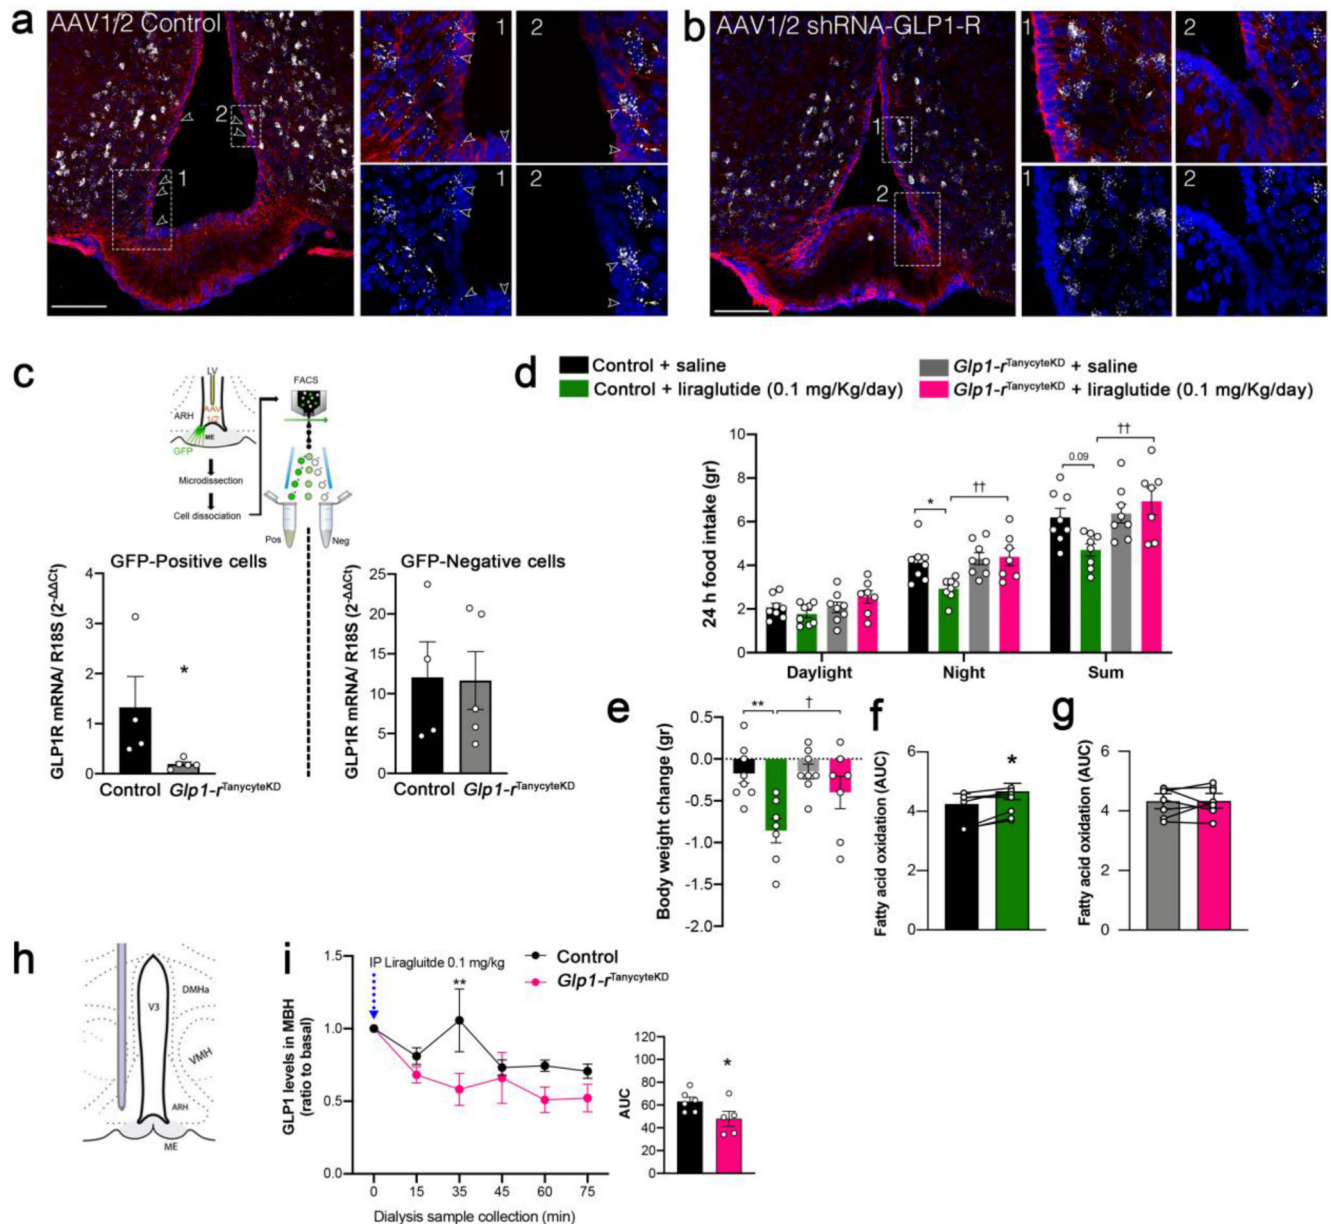 a
AAV1/2 Control
1
2
1
2
1
2
b
AAV1/2 shRNA-GLP1-R
1
2
1
2
1
2
c
LV
AAV
1/2
ARH
ME
GFP
Microdissection
Cell dissociation
FACS
Pos
Neg
GFP-Positive cells
GLP1R mRNA/ R18S (2^-ΔΔCt)
4
3
2
1
0
*
Control Glp1-r^TanycyteKD
GFP-Negative cells
GLP1R mRNA/ R18S (2^-ΔΔCt)
25
20
15
10
5
0
Control Glp1-r^TanycyteKD
d
Control + saline
Control + liraglutide (0.1 mg/Kg/day)
Glp1-r^TanycyteKD + saline
Glp1-r^TanycyteKD + liraglutide (0.1 mg/Kg/day)
24 h food intake (gr)
10
8
6
4
2
0
*
††
0.09
††
Daylight
Night
Sum
e
Body weight change (gr)
0.5
0.0
-0.5
-1.0
-1.5
-2.0
**
†
f
Fatty acid oxidation (AUC)
6
4
2
0
*
g
Fatty acid oxidation (AUC)
6
4
2
0
h
V3
DMHa
VMH
ARH
ME
i
IP Liragluitde 0.1 mg/kg
Control
Glp1-r^TanycyteKD
GLP1 levels in MBH
(ratio to basal)
1.5
1.0
0.5
0.0
**
0 15 35 45 60 75
Dialysis sample collection (min)
AUC
120
100
80
60
40
20
0
*